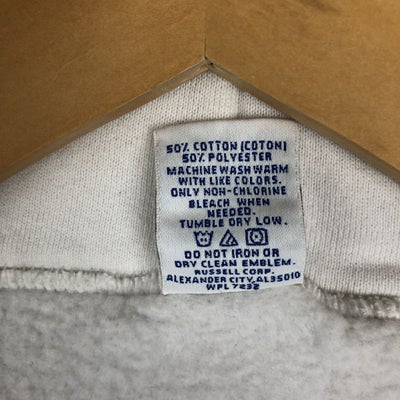 50% COTTON (COTON)
50% POLYESTER
MACHINE WASH WARM
WITH LIKE COLORS.
ONLY NON-CHLORINE
BLEACH WHEN
NEEDED.
TUMBLE DRY LOW.
DO NOT IRON OR
DRY CLEAN EMBLEM.
RUSSELL CORP.
ALEXANDER CITY, AL35010
WPL 7232